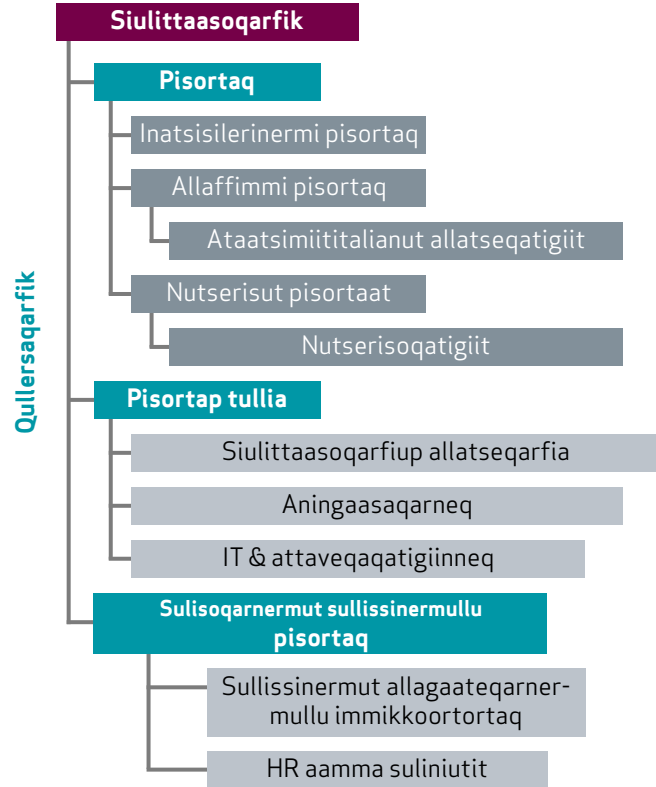 Siulittaasoqarfik
Pisortaq
Inatsisilerinermi pisortaq
Allaffimmi pisortaq
Ataatsimiititalianut allatseqatigiit
Nutserisut pisortaat
Nutserisoqatigiit
Qullersaqarfik
Pisortap tullia
Siulittaasoqarfiup allatseqarfia
Aningaasaqarneq
IT & attaveqaqatigiinneq
Sulisoqarnermut sullissinermullu
pisortaq
Sullissinermut allagaateqarner-
mullu immikkoortortaq
HR aamma suliniutit